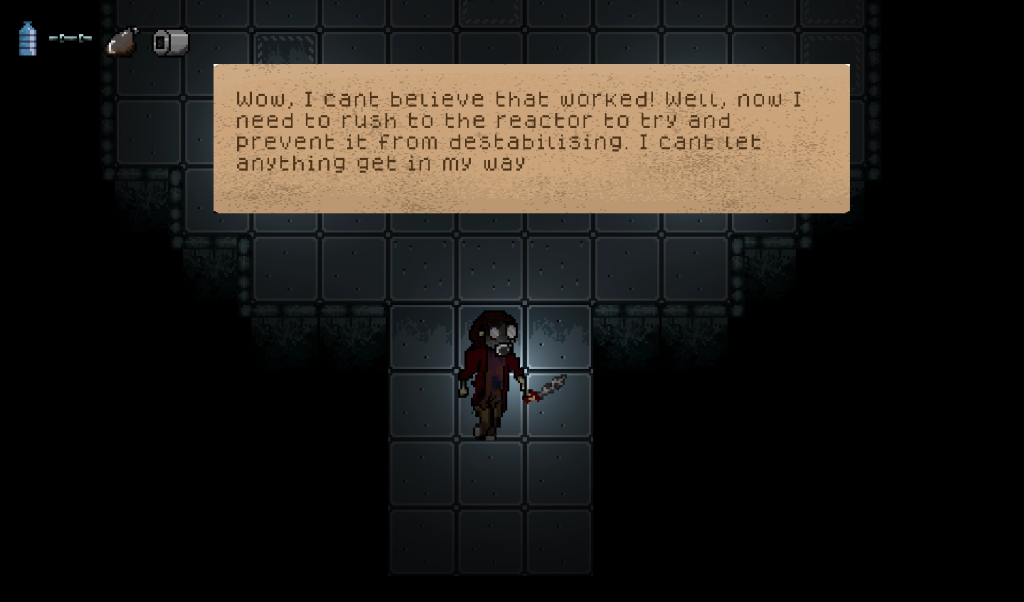 Wow, I cant believe that worked! Well, now I
need to rush to the reactor to try and
prevent it from destabilising. I cant let
anything get in my way